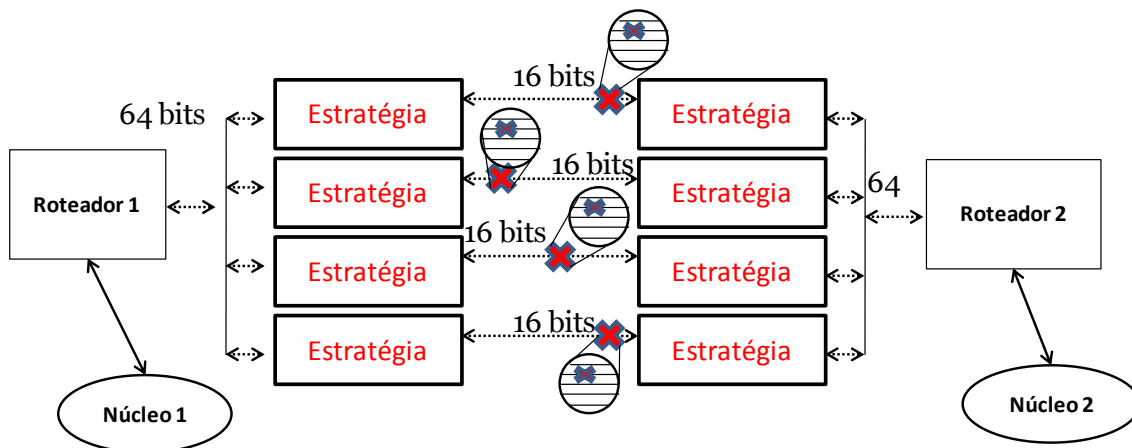 16 bits
Estratégia
Estratégia
64 bits
16 bits
Estratégia
Estratégia
64
Roteador 1
Roteador 2
16 bits
Estratégia
Estratégia
16 bits
Estratégia
Estratégia
Núcleo 1
Núcleo 2